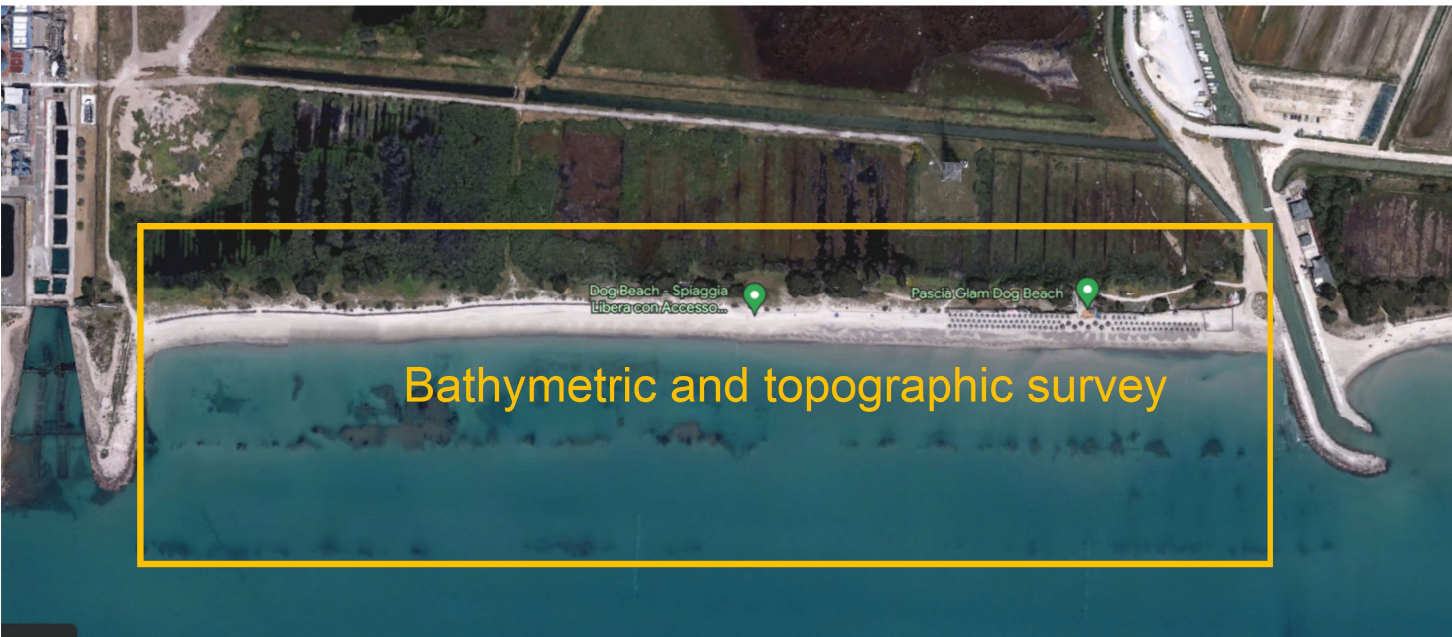 Dog Beach - Spiaggia
Libera con Accesso...
Pascià Glam Dog Beach
Bathymetric and topographic survey